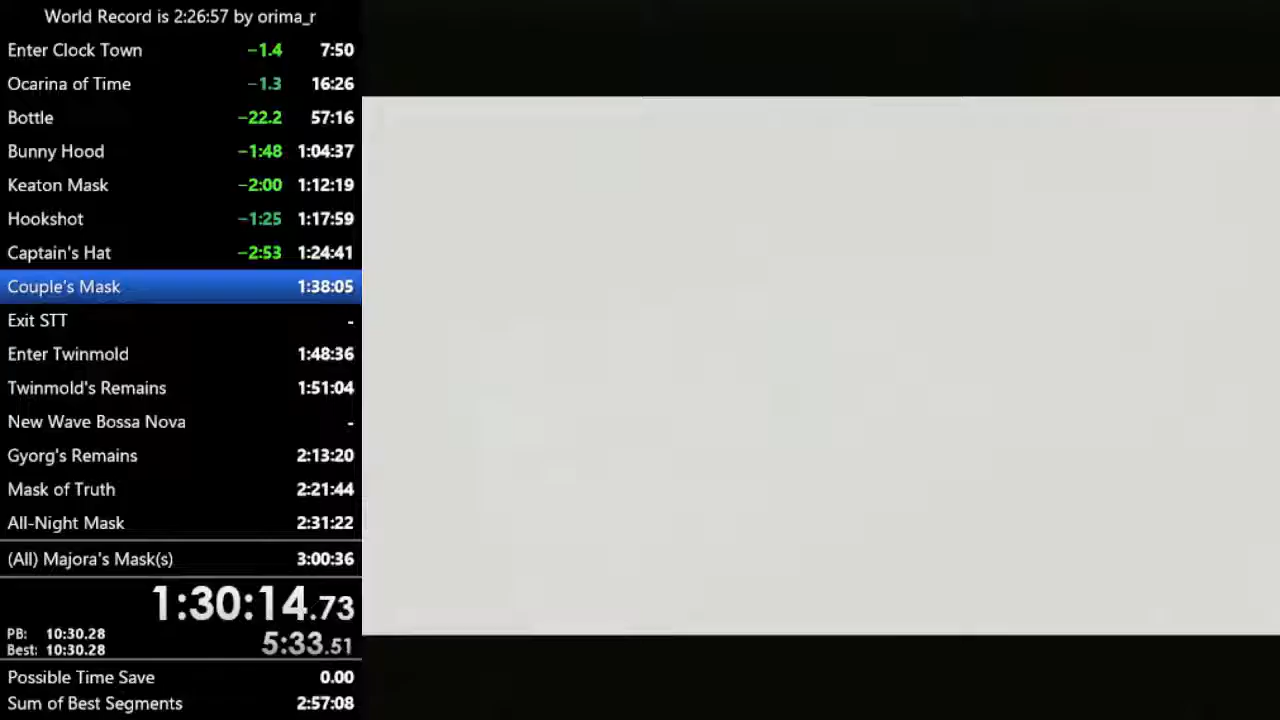 World Record is 2:26:57 by orima_r
Enter Clock Town −1.4 7:50
Ocarina of Time −1.3 16:26
Bottle −22.2 57:16
Bunny Hood −1:48 1:04:37
Keaton Mask −2:00 1:12:19
Hookshot −1:25 1:17:59
Captain's Hat −2:53 1:24:41
Couple's Mask 1:38:05
Exit STT -
Enter Twinmold 1:48:36
Twinmold's Remains 1:51:04
New Wave Bossa Nova -
Gyorg's Remains 2:13:20
Mask of Truth 2:21:44
All-Night Mask 2:31:22
(All) Majora's Mask(s) 3:00:36
1:30:14.73
PB: 10:30.28 5:33.51
Best: 10:30.28
Possible Time Save 0.00
Sum of Best Segments 2:57:08